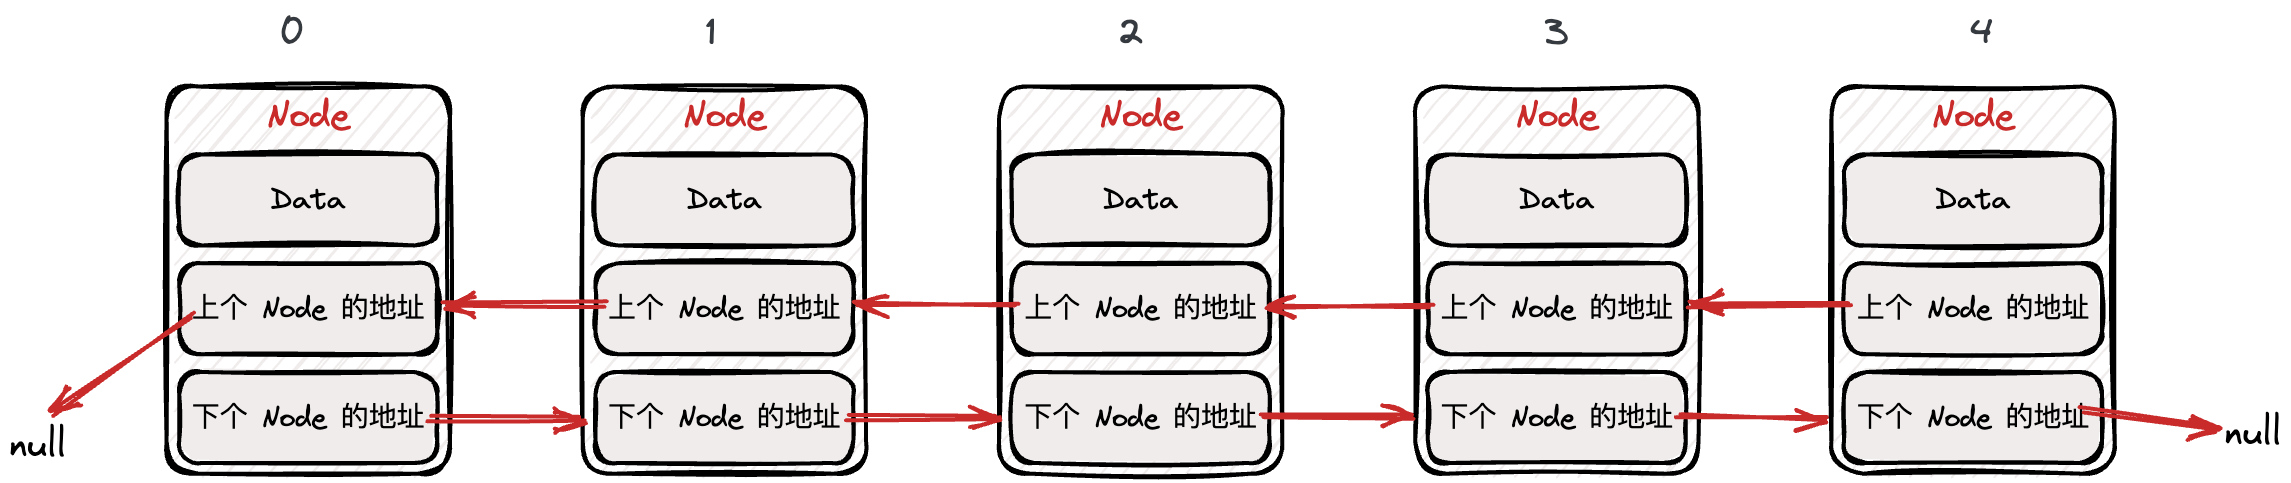 0 1 2 3 4
Node Node Node Node Node
Data Data Data Data Data
上个 Node 的地址 上个 Node 的地址 上个 Node 的地址 上个 Node 的地址 上个 Node 的地址
下个 Node 的地址 下个 Node 的地址 下个 Node 的地址 下个 Node 的地址 下个 Node 的地址
null null